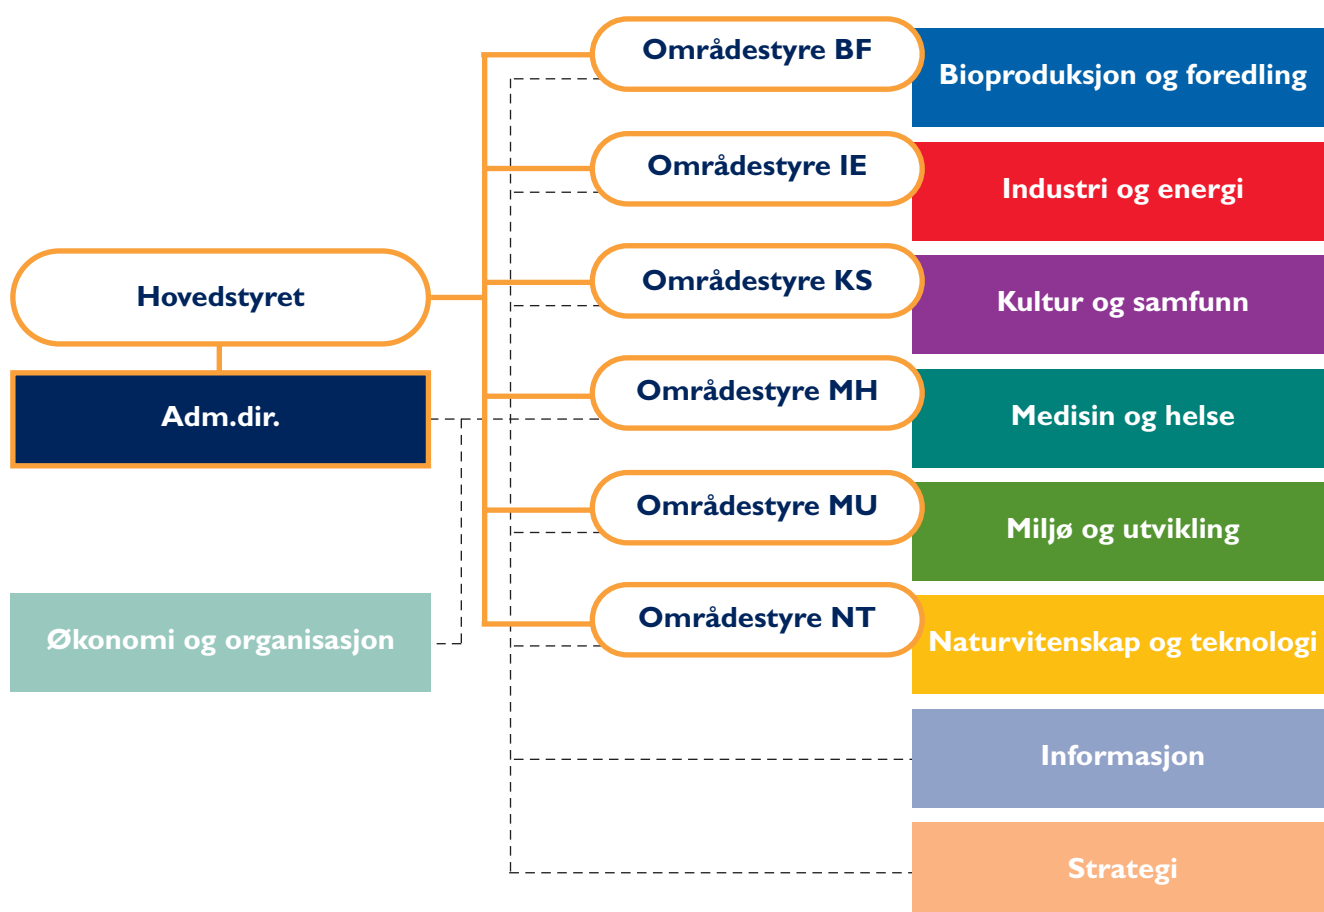 Områdestyre BF
Bioproduksjon og foredling
Områdestyre IE
Industri og energi
Områdestyre KS
Kultur og samfunn
Hovedstyret
Områdestyre MH
Medisin og helse
Adm.dir.
Områdestyre MU
Miljø og utvikling
Områdestyre NT
Naturvitenskap og teknologi
Økonomi og organisasjon
Informasjon
Strategi